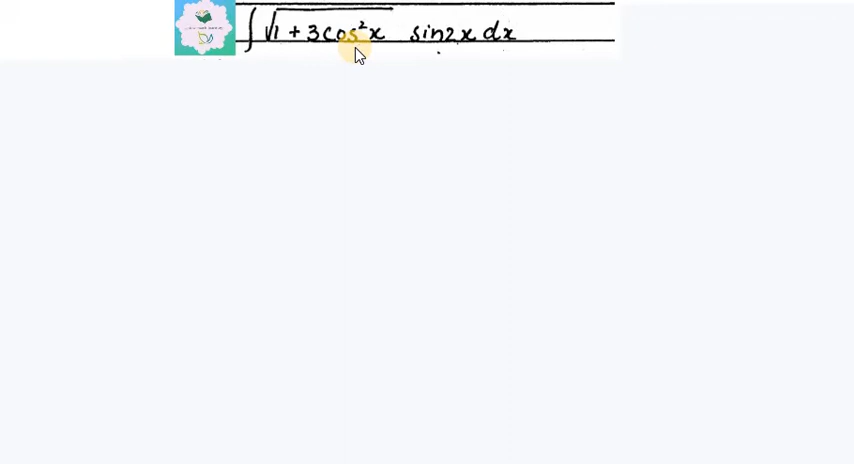 ∫ √(1 + 3cos²x) sin2x dx